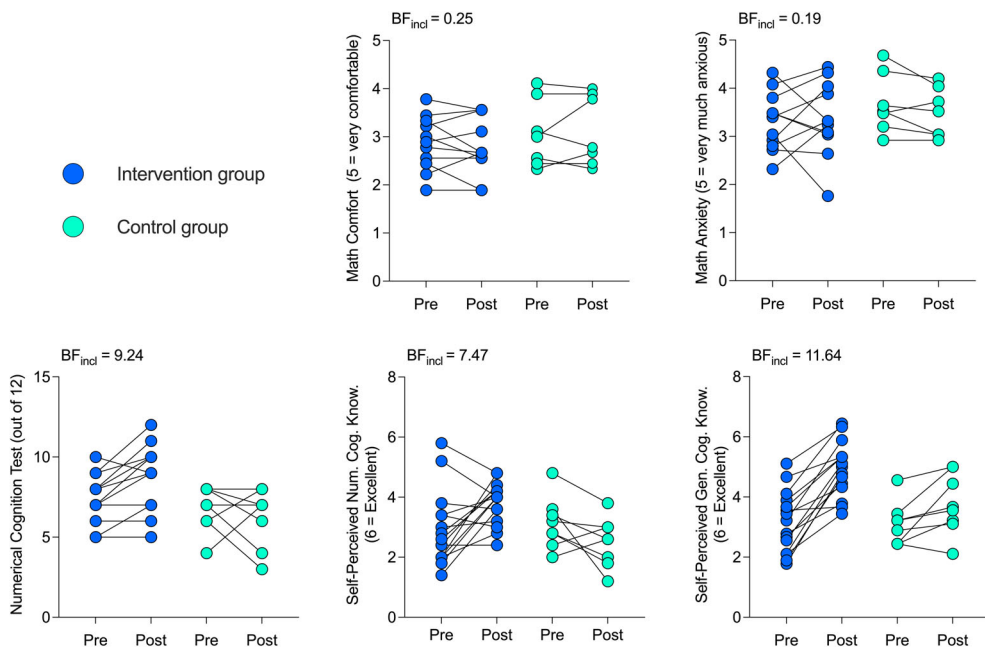 BFincl = 0.25
Math Comfort (5 = very comfortable)
5
4
3
2
1
0
Pre Post Pre Post
BFincl = 0.19
Math Anxiety (5 = very much anxious)
5
4
3
2
1
0
Pre Post Pre Post
Intervention group
Control group
BFincl = 9.24
Numerical Cognition Test (out of 12)
15
10
5
0
Pre Post Pre Post
BFincl = 7.47
Self-Perceived Num. Cog. Know.
(6 = Excellent)
8
6
4
2
0
Pre Post Pre Post
BFincl = 11.64
Self-Perceived Gen. Cog. Know.
(6 = Excellent)
8
6
4
2
0
Pre Post Pre Post